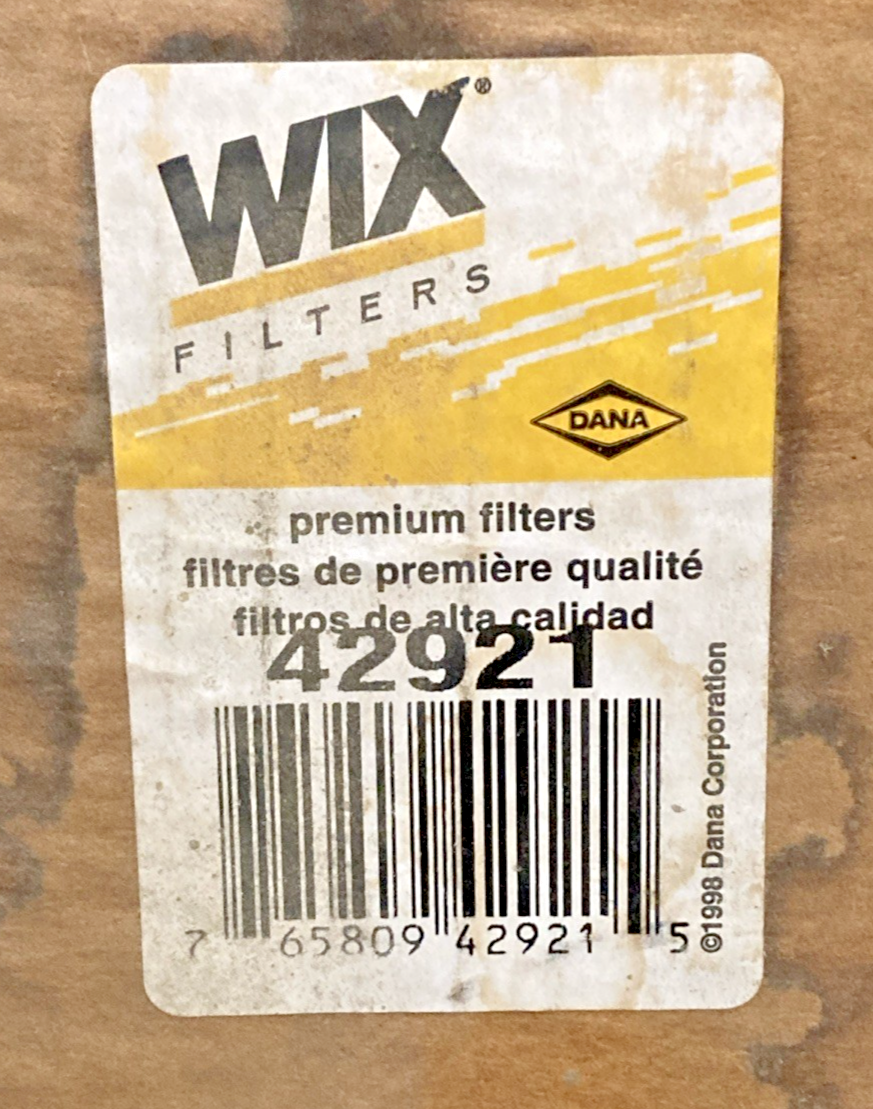 WIX®
FILTERS
DANA
premium filters
filtres de première qualité
filtros de alta calidad
42921
7 65809 42921 5
©1998 Dana Corporation